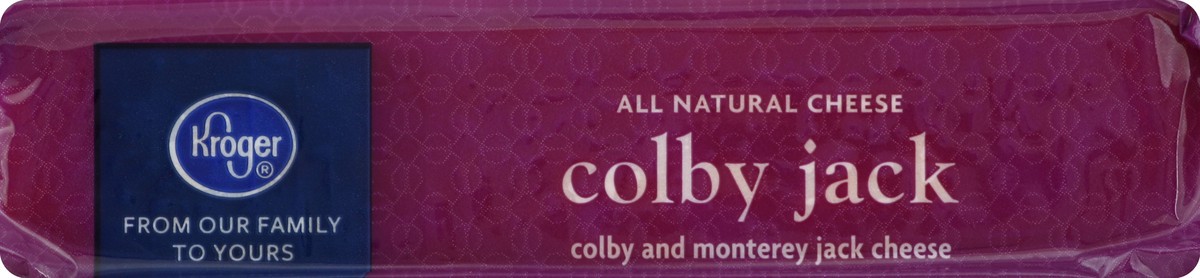 Kroger®
FROM OUR FAMILY
TO YOURS
ALL NATURAL CHEESE
colby jack
colby and monterey jack cheese